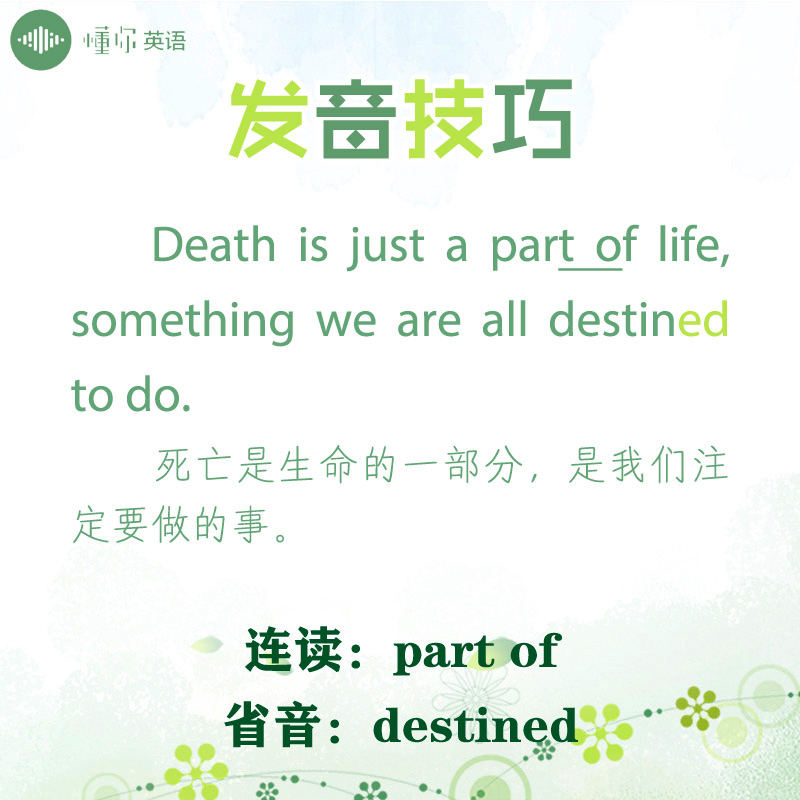 懂你英语
发音技巧
Death is just a part of life,
something we are all destined
to do.
死亡是生命的一部分，是我们注
定要做的事。
连读：part of
省音：destined